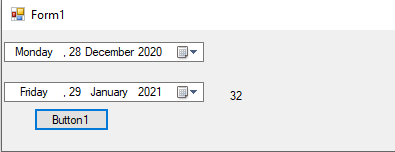 Form1
Monday , 28 December 2020
Friday , 29 January 2021
32
Button1